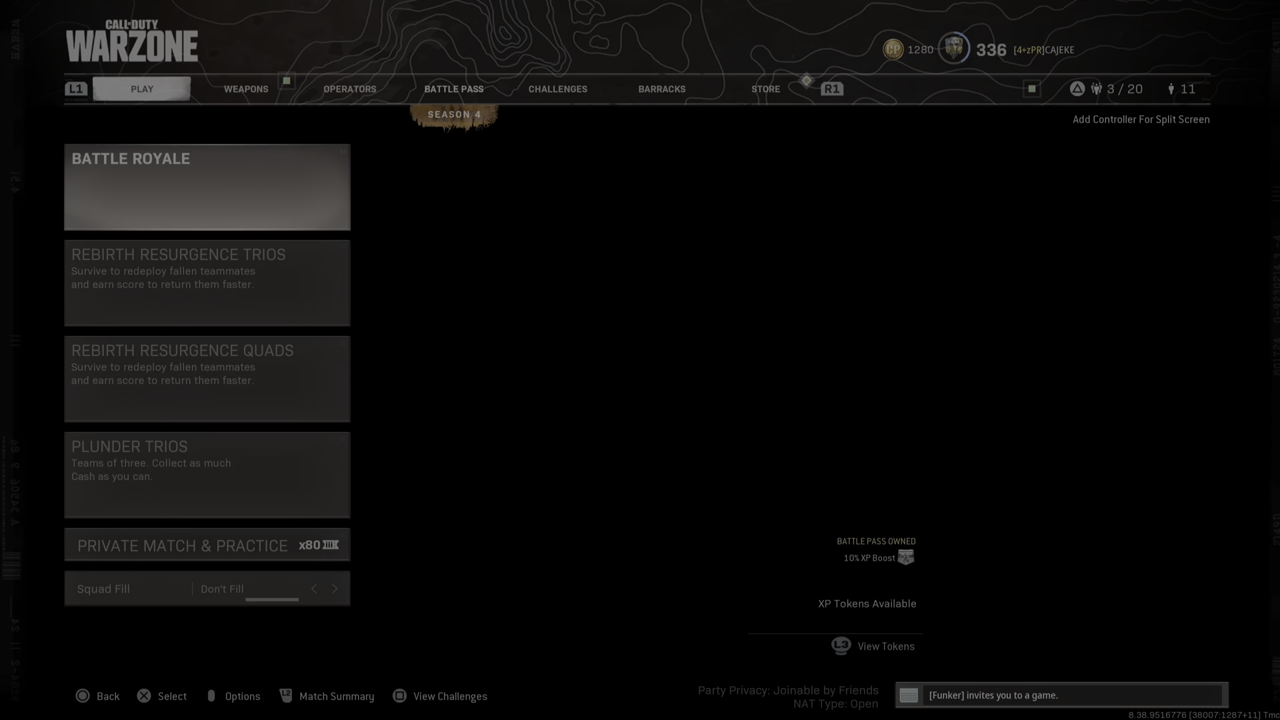 CALL OF DUTY
WARZONE
CP 1280 336 [4+zPR]CAJEKE
L1 PLAY WEAPONS OPERATORS BATTLE PASS CHALLENGES BARRACKS STORE R1 3 / 20 11
SEASON 4
Add Controller For Split Screen
BATTLE ROYALE
REBIRTH RESURGENCE TRIOS
Survive to redeploy fallen teammates
and earn score to return them faster.
REBIRTH RESURGENCE QUADS
Survive to redeploy fallen teammates
and earn score to return them faster.
PLUNDER TRIOS
Teams of three. Collect as much
Cash as you can.
PRIVATE MATCH & PRACTICE x80
Squad Fill Don't Fill
BATTLE PASS OWNED
10% XP Boost
XP Tokens Available
L3 View Tokens
Back Select Options L2 Match Summary View Challenges
Party Privacy: Joinable by Friends
NAT Type: Open
[Funker] invites you to a game.
8.38.9516776 [38007:1287+11] Tmc